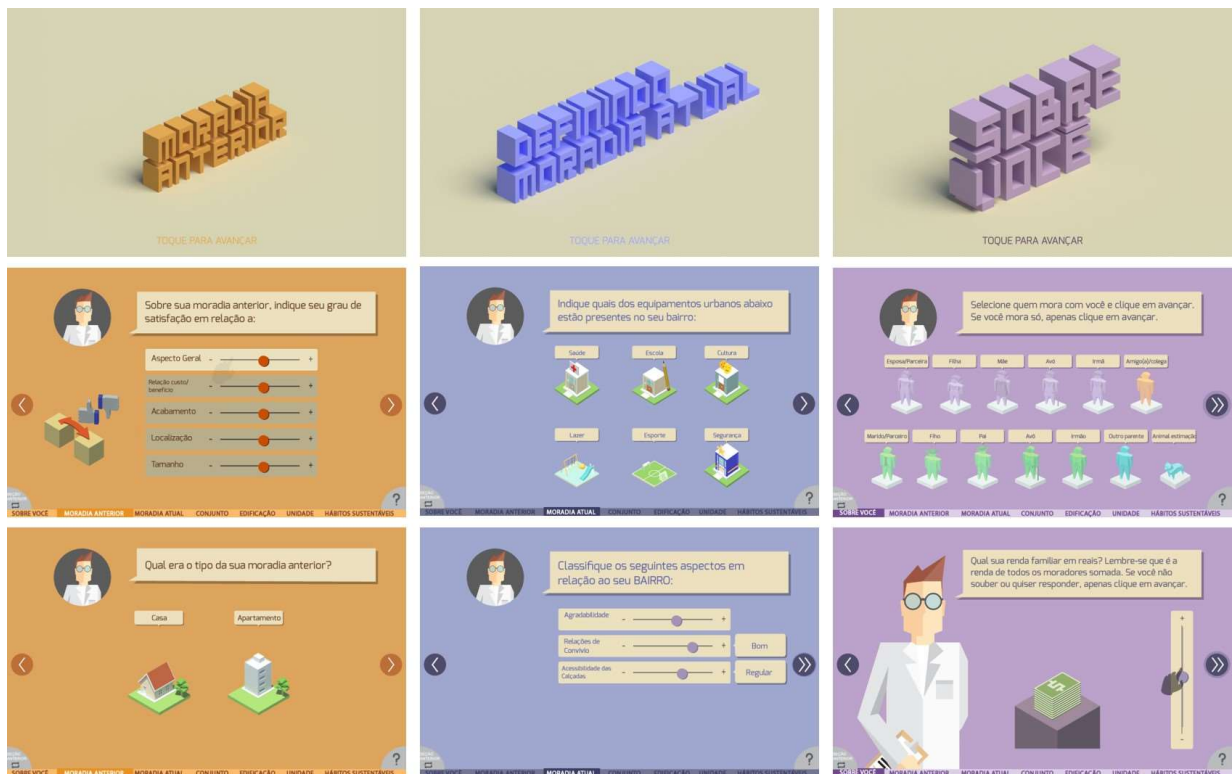 MORADIA
ANTERIOR
TOQUE PARA AVANÇAR
DEFININDO
MORADIA ATUAL
TOQUE PARA AVANÇAR
SOBRE
VOCÊ
TOQUE PARA AVANÇAR
Sobre sua moradia anterior, indique seu grau de
satisfação em relação a:
Aspecto Geral - +
Relação custo/
benefício - +
Acabamento - +
Localização - +
Tamanho - +
?
SOBRE VOCÊ MORADIA ANTERIOR MORADIA ATUAL CONJUNTO EDIFICAÇÃO UNIDADE HÁBITOS SUSTENTÁVEIS
Indique quais dos equipamentos urbanos abaixo
estão presentes no seu bairro:
Saúde Escola Cultura
Lazer Esporte Segurança
?
SOBRE VOCÊ MORADIA ANTERIOR MORADIA ATUAL CONJUNTO EDIFICAÇÃO UNIDADE HÁBITOS SUSTENTÁVEIS
Selecione quem mora com você e clique em avançar.
Se você mora só, apenas clique em avançar.
Esposa/Parceira Filha Mãe Avó Irmã Amigo(a)/colega
Marido/Parceiro Filho Pai Avô Irmão Outro parente Animal estimação
?
SOBRE VOCÊ MORADIA ANTERIOR MORADIA ATUAL CONJUNTO EDIFICAÇÃO UNIDADE HÁBITOS SUSTENTÁVEIS
Qual era o tipo da sua moradia anterior?
Casa Apartamento
?
SOBRE VOCÊ MORADIA ANTERIOR MORADIA ATUAL CONJUNTO EDIFICAÇÃO UNIDADE HÁBITOS SUSTENTÁVEIS
Classifique os seguintes aspectos em
relação ao seu BAIRRO:
Agradabilidade - +
Relações de
Convívio - + Bom
Acessibilidade das
Calçadas - + Regular
?
SOBRE VOCÊ MORADIA ANTERIOR MORADIA ATUAL CONJUNTO EDIFICAÇÃO UNIDADE HÁBITOS SUSTENTÁVEIS
Qual sua renda familiar em reais? Lembre-se que é a
renda de todos os moradores somada. Se você não
souber ou quiser responder, apenas clique em avançar.
+
-
?
SOBRE VOCÊ MORADIA ANTERIOR MORADIA ATUAL CONJUNTO EDIFICAÇÃO UNIDADE HÁBITOS SUSTENTÁVEIS